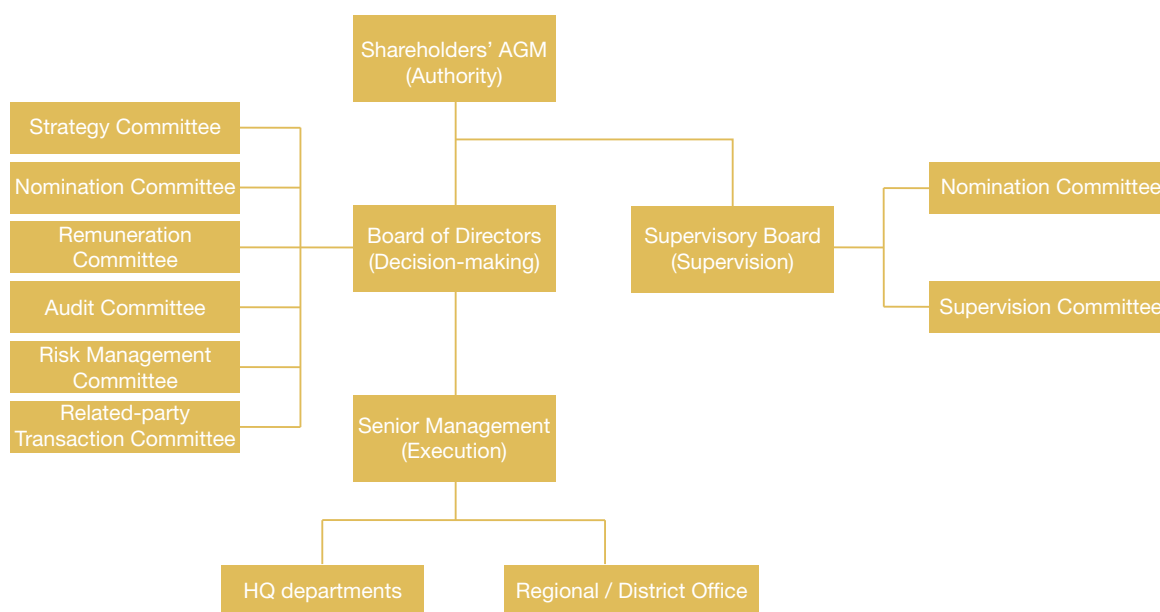 Shareholders’ AGM
(Authority)
Strategy Committee
Nomination Committee
Remuneration
Committee
Audit Committee
Risk Management
Committee
Related-party
Transaction Committee
Board of Directors
(Decision-making)
Supervisory Board
(Supervision)
Nomination Committee
Supervision Committee
Senior Management
(Execution)
HQ departments
Regional / District Office